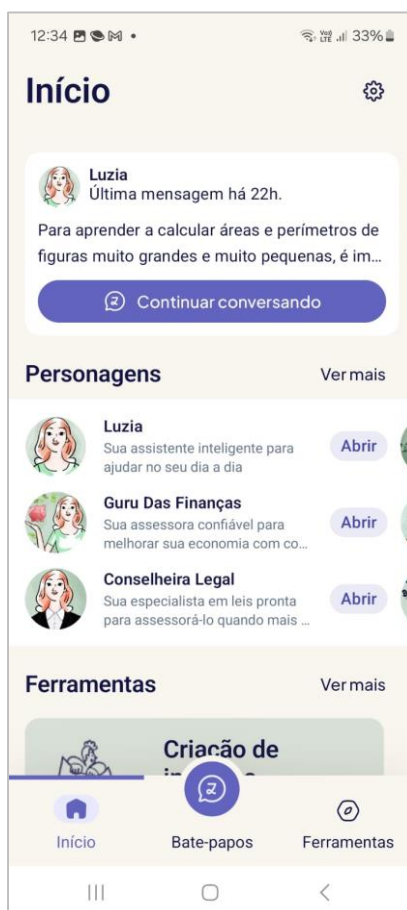 12:34 33%
Início
Luzia
Última mensagem há 22h.
Para aprender a calcular áreas e perímetros de
figuras muito grandes e muito pequenas, é im...
Continuar conversando
Personagens Ver mais
Luzia
Sua assistente inteligente para
ajudar no seu dia a dia
Abrir
Guru Das Finanças
Sua assessora confiável para
melhorar sua economia com co...
Abrir
Conselheira Legal
Sua especialista em leis pronta
para assessorá-lo quando mais ...
Abrir
Ferramentas Ver mais
Criação de
Início Bate-papos Ferramentas